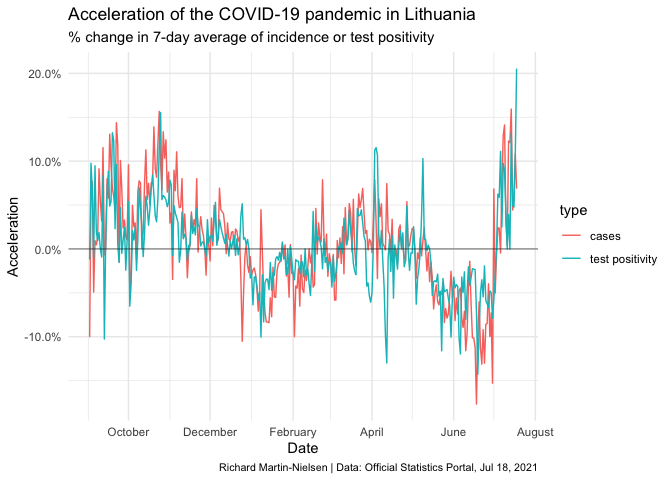 Acceleration of the COVID-19 pandemic in Lithuania
% change in 7-day average of incidence or test positivity
20.0%
10.0%
0.0%
-10.0%
Acceleration
October December February April June August
Date
type
cases
test positivity
Richard Martin-Nielsen | Data: Official Statistics Portal, Jul 18, 2021